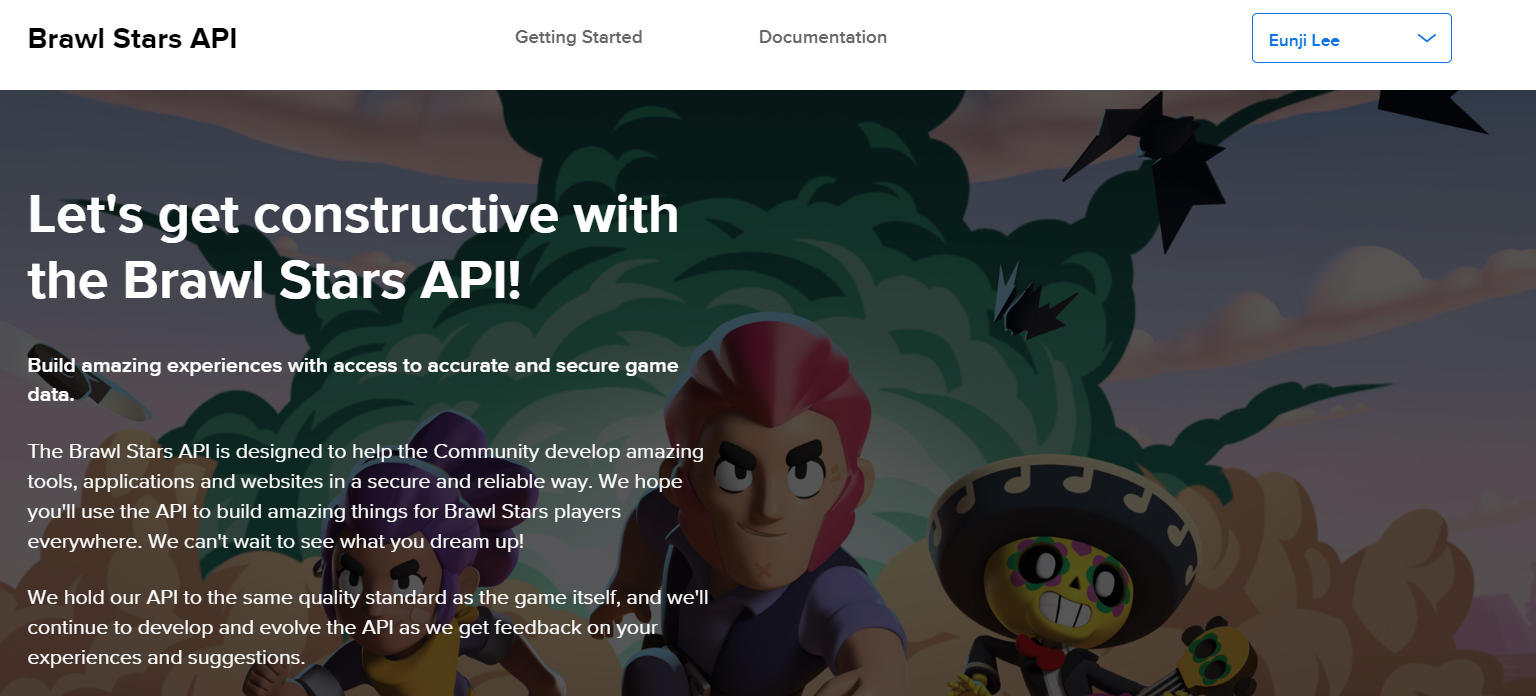 Brawl Stars API
Getting Started
Documentation
Eunji Lee
Let's get constructive with
the Brawl Stars API!
Build amazing experiences with access to accurate and secure game
data.
The Brawl Stars API is designed to help the Community develop amazing
tools, applications and websites in a secure and reliable way. We hope
you'll use the API to build amazing things for Brawl Stars players
everywhere. We can't wait to see what you dream up!
We hold our API to the same quality standard as the game itself, and we'll
continue to develop and evolve the API as we get feedback on your
experiences and suggestions.